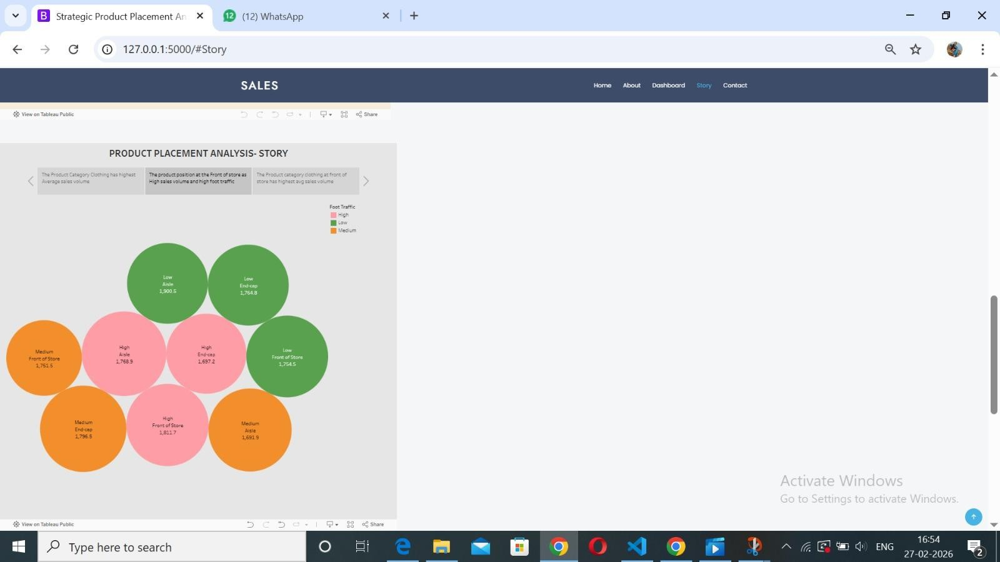 Strategic Product Placement An
(12) WhatsApp
127.0.0.1:5000/#Story
SALES
Home
About
Dashboard
Story
Contact
View on Tableau Public
Share
PRODUCT PLACEMENT ANALYSIS- STORY
The Product Category Clothing has highest
Average sales volume
The product position at the Front of store as
High sales volume and high foot traffic
The Product category clothing at front of
store has highest avg sales volume
Foot Traffic
High
Low
Medium
Low
Aisle
1,900.5
Low
End-cap
1,764.8
Medium
Front of Store
1,751.5
High
Aisle
1,768.9
High
End-cap
1,697.2
Low
Front of Store
1,754.5
Medium
End-cap
1,796.5
High
Front of Store
1,811.7
Medium
Aisle
1,691.9
Activate Windows
Go to Settings to activate Windows.
View on Tableau Public
Share
Type here to search
ENG
16:54
27-02-2026
2